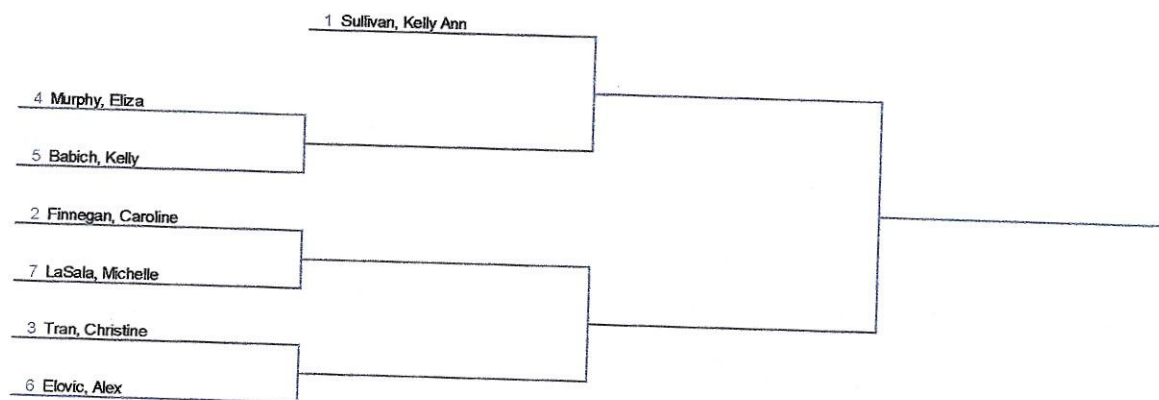 1 Sullivan, Kelly Ann
4 Murphy, Eliza
5 Babich, Kelly
2 Finnegan, Caroline
7 LaSala, Michelle
3 Tran, Christine
6 Elovic, Alex